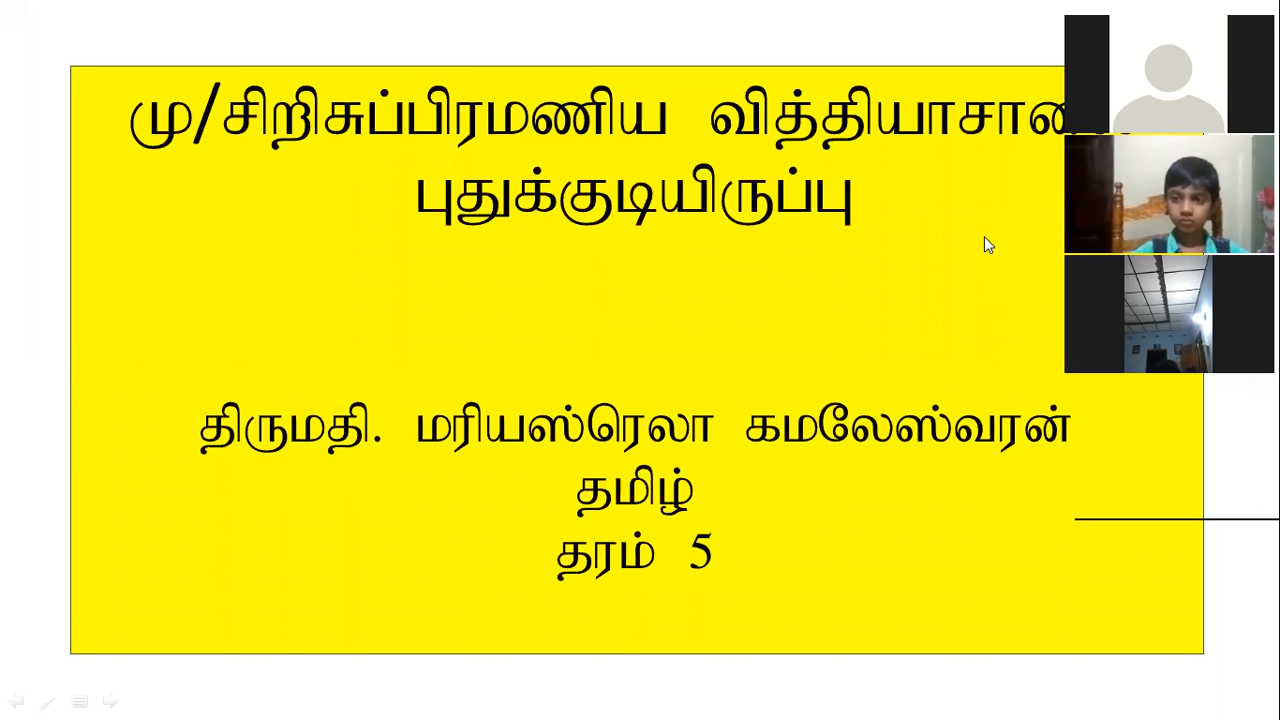 மு/சிறிசுப்பிரமணிய
புதுக்குடியிருப்பு
திருமதி. மரியஸ்ரெலா கமலேஸ்வரன்
தமிழ்
தரம் 5